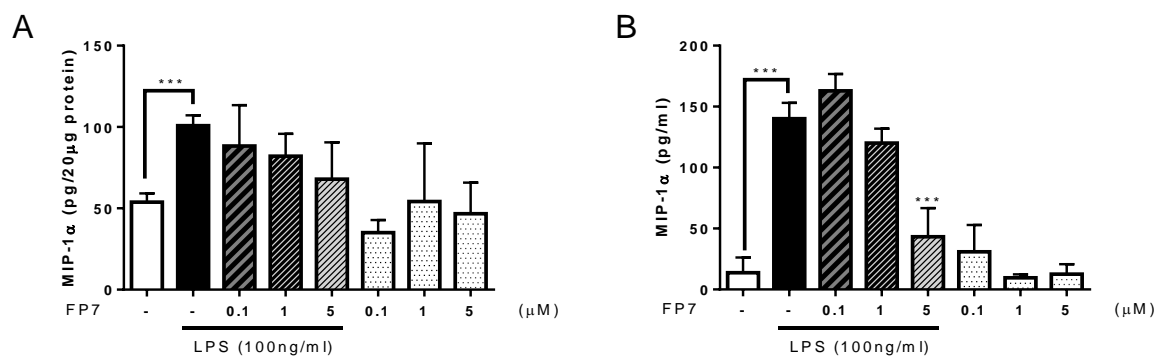 A
B
MIP-1α (pg/20μg protein)
150
100
50
0
***
FP7 - - 0.1 1 5 0.1 1 5 (μM)
LPS (100ng/ml)
MIP-1α (pg/ml)
200
150
100
50
0
***
***
FP7 - - 0.1 1 5 0.1 1 5 (μM)
LPS (100ng/ml)